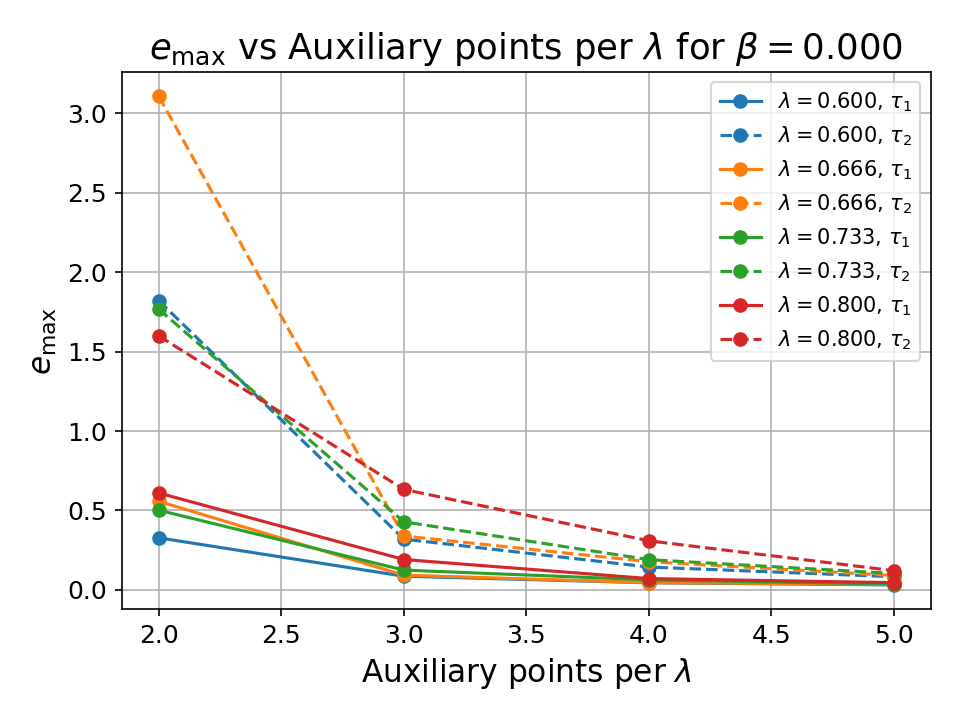 e_max vs Auxiliary points per λ for β = 0.000
3.0
2.5
2.0
1.5
1.0
0.5
0.0
e_max
λ = 0.600, τ₁
λ = 0.600, τ₂
λ = 0.666, τ₁
λ = 0.666, τ₂
λ = 0.733, τ₁
λ = 0.733, τ₂
λ = 0.800, τ₁
λ = 0.800, τ₂
2.0 2.5 3.0 3.5 4.0 4.5 5.0
Auxiliary points per λ